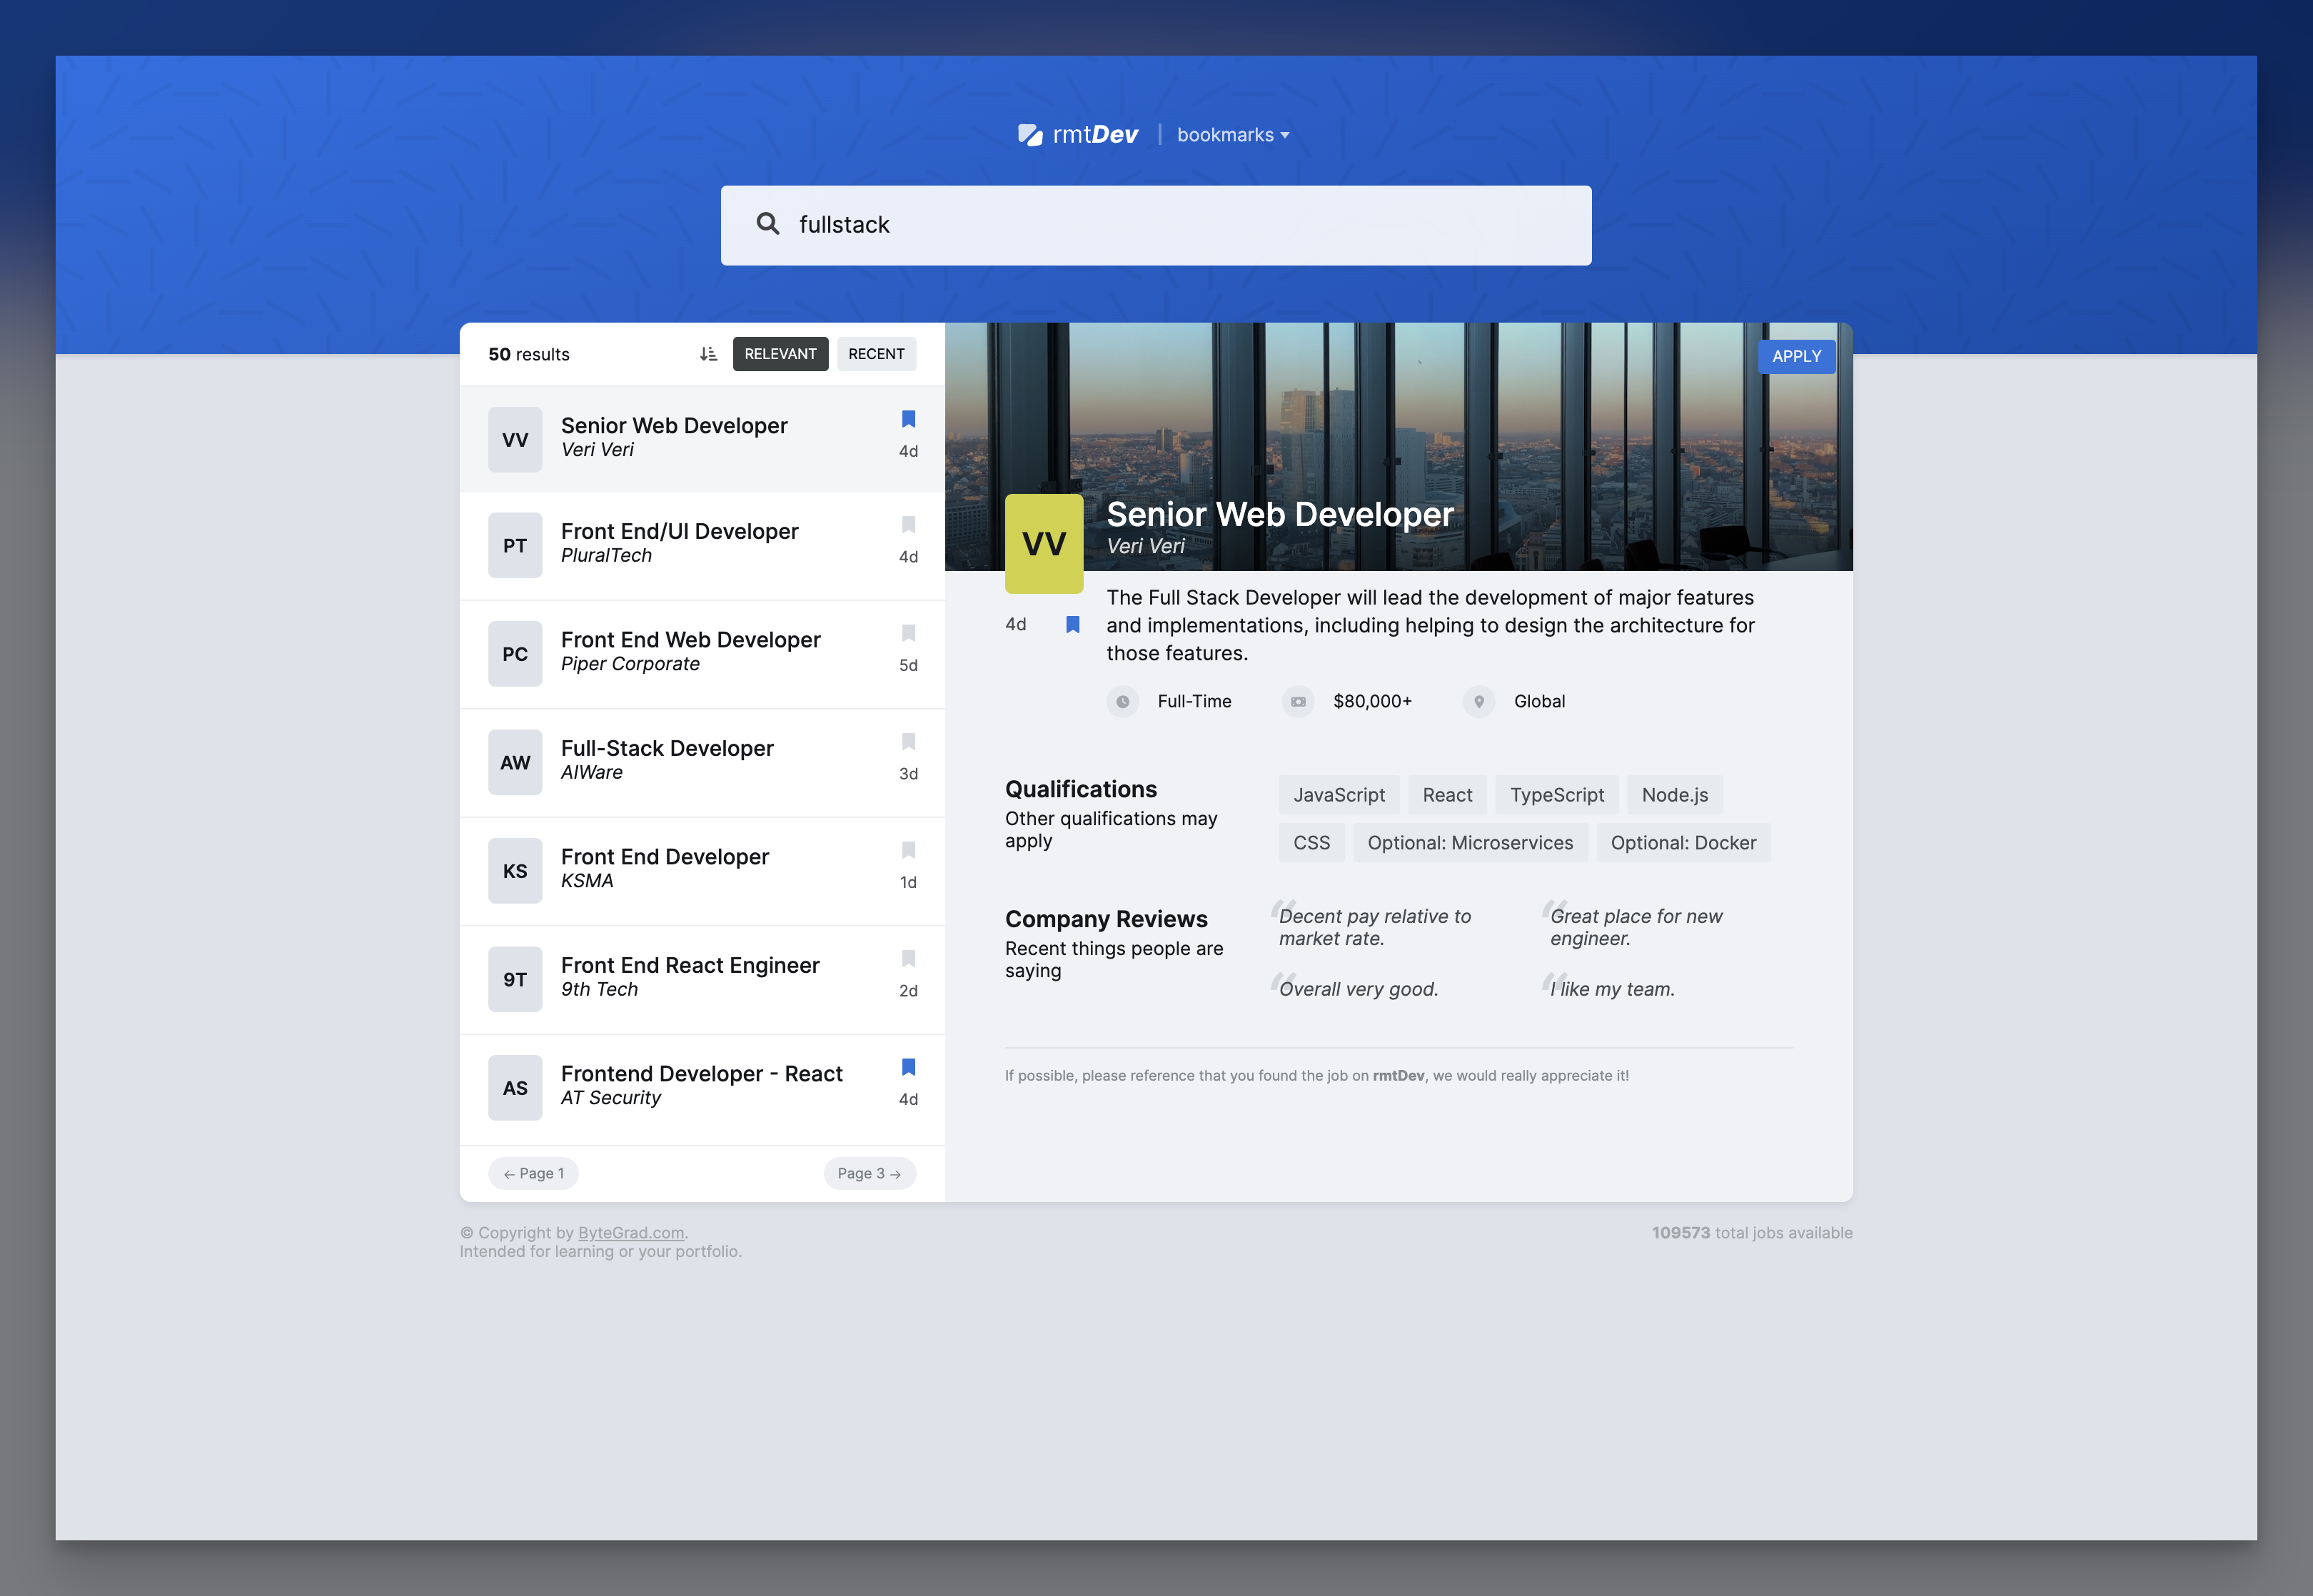 rmtDev | bookmarks
fullstack
50 results
RELEVANT
RECENT
VV
Senior Web Developer
Veri Veri
4d
PT
Front End/UI Developer
PluralTech
4d
PC
Front End Web Developer
Piper Corporate
5d
AW
Full-Stack Developer
AIWare
3d
KS
Front End Developer
KSMA
1d
9T
Front End React Engineer
9th Tech
2d
AS
Frontend Developer - React
AT Security
4d
← Page 1
Page 3 →
APPLY
VV
Senior Web Developer
Veri Veri
4d
The Full Stack Developer will lead the development of major features
and implementations, including helping to design the architecture for
those features.
Full-Time
$80,000+
Global
Qualifications
Other qualifications may
apply
JavaScript
React
TypeScript
Node.js
CSS
Optional: Microservices
Optional: Docker
Company Reviews
Recent things people are
saying
“Decent pay relative to
market rate.
“Great place for new
engineer.
“Overall very good.
“I like my team.
If possible, please reference that you found the job on rmtDev, we would really appreciate it!
© Copyright by ByteGrad.com.
Intended for learning or your portfolio.
109573 total jobs available